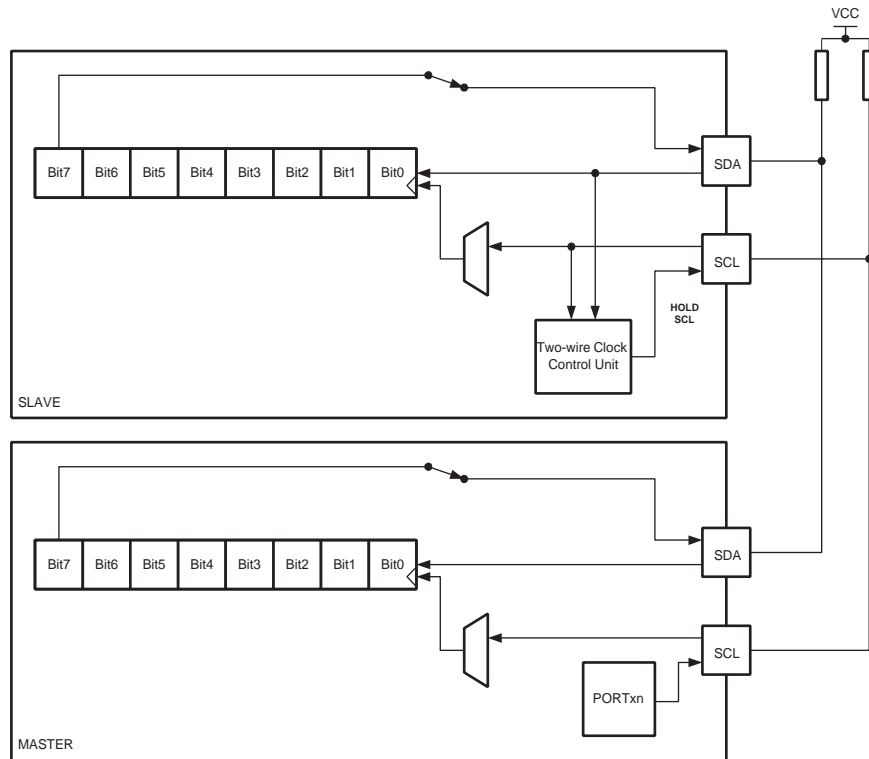 VCC
Bit7 Bit6 Bit5 Bit4 Bit3 Bit2 Bit1 Bit0
SDA
SCL
HOLD
SCL
Two-wire Clock
Control Unit
SLAVE
Bit7 Bit6 Bit5 Bit4 Bit3 Bit2 Bit1 Bit0
SDA
SCL
PORTxn
MASTER